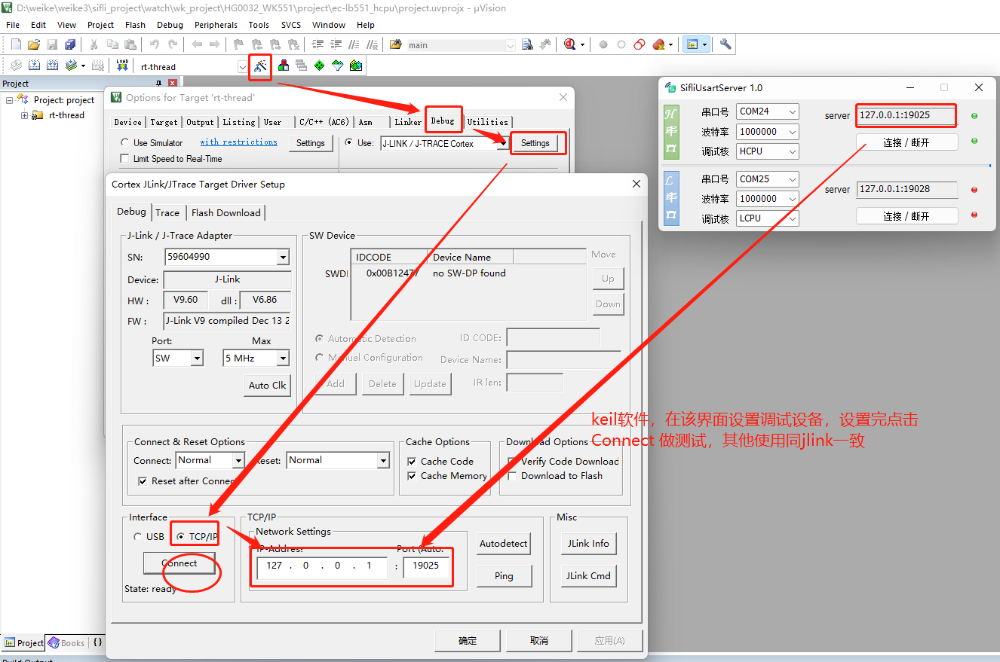 D:\weike\weike3\sifli_project\watch\wk_project\HG0032_WK551\project\ec-lb551_hcpu\project.uvprojx - µVision
File Edit View Project Flash Debug Peripherals Tools SVCS Window Help
main
LOAD
rt-thread
Project
Project: project
rt-thread
Options for Target 'rt-thread'
Device Target Output Listing User C/C++ (AC6) Asm Linker Debug Utilities
Use Simulator with restrictions Settings
Use: J-LINK / J-TRACE Cortex Settings
Limit Speed to Real-Time
SifliUsartServer 1.0
H串口
串口号 COM24 server 127.0.0.1:19025
波特率 1000000 连接 / 断开
调试核 HCPU
L串口
串口号 COM25 server 127.0.0.1:19028
波特率 1000000 连接 / 断开
调试核 LCPU
Cortex JLink/JTrace Target Driver Setup
Debug Trace Flash Download
J-Link / J-Trace Adapter
SN: 59604990
Device: J-Link
HW : V9.60 dll : V6.86
FW : J-Link V9 compiled Dec 13 2
Port: Max
SW 5 MHz
Auto Clk
SW Device
IDCODE Device Name Move
SWDI 0x00B12477 no SW-DP found
Up
Down
Automatic Detection ID CODE:
Manual Configuration Device Name:
Add Delete Update IR len:
keil软件，在该界面设置调试设备，设置完点击
Connect 做测试，其他使用同jlink一致
Connect & Reset Options
Connect: Normal Reset: Normal
Reset after Connect
Cache Options
Cache Code
Cache Memory
Download Options
Verify Code Download
Download to Flash
Interface
USB TCP/IP
Connect
State: ready
TCP/IP
Network Settings
IP-Address Port (Auto:
127 . 0 . 0 . 1 : 19025
Autodetect
Ping
Misc
JLink Info
JLink Cmd
确定 取消 应用(A)
Project Books {}
Build Output